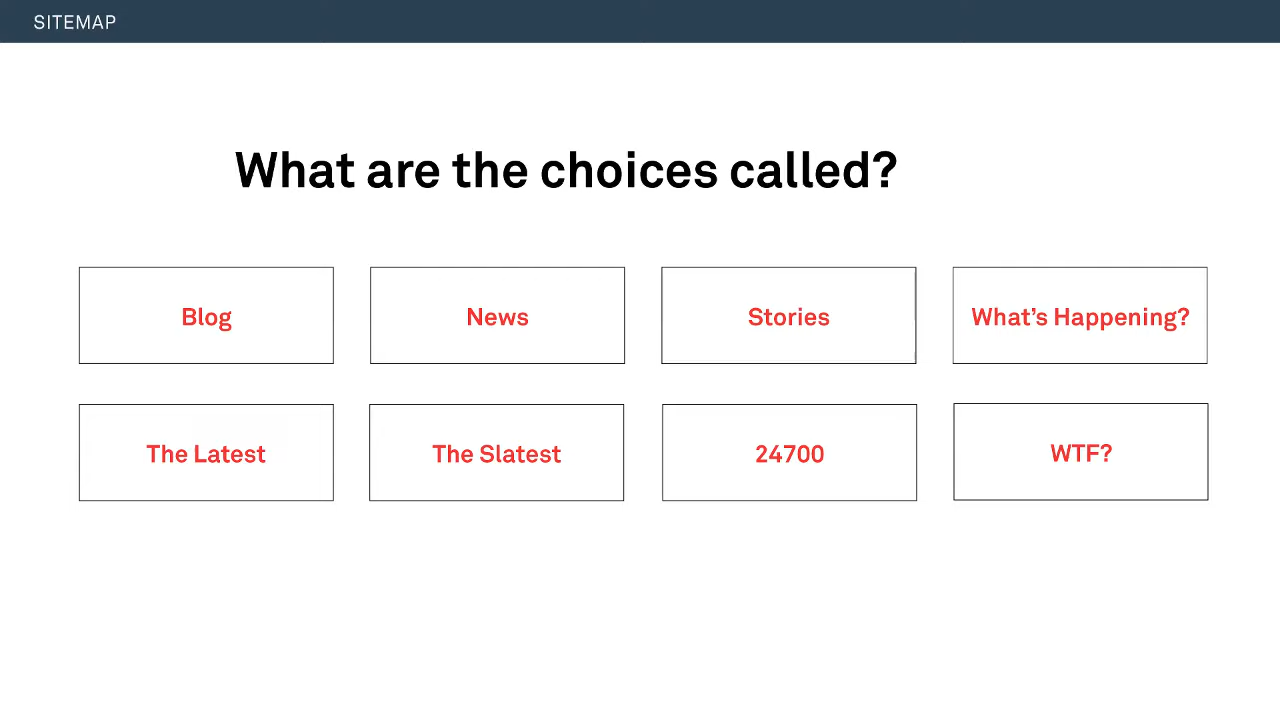 SITEMAP
What are the choices called?
Blog
News
Stories
What's Happening?
The Latest
The Slatest
24700
WTF?